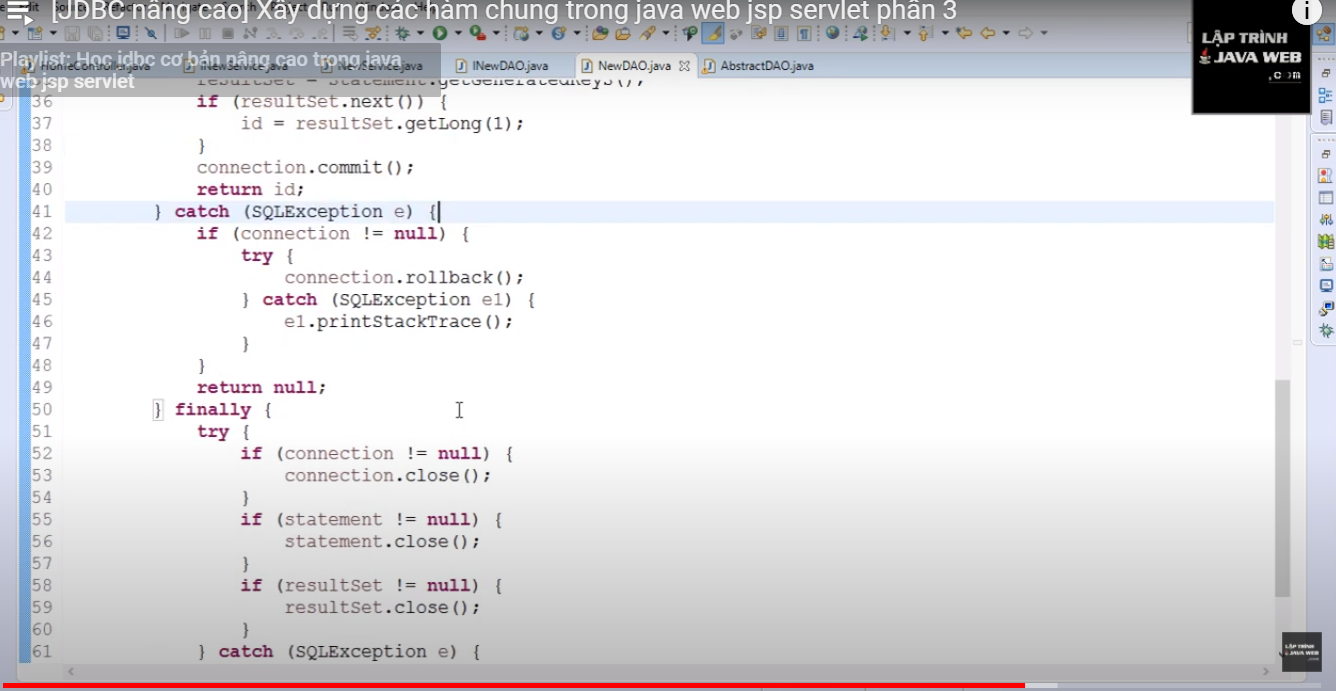 [JDBC nâng cao] Xây dựng các hàm chung trong java web jsp servlet phần 3
Playlist: Học jdbc cơ bản nâng cao trong java
web jsp servlet
INewDAO.java
NewDAO.java
AbstractDAO.java
LẬP TRÌNH
JAVA WEB
.com
resultSet = statement.getGeneratedKeys();
36 if (resultSet.next()) {
37 id = resultSet.getLong(1);
38 }
39 connection.commit();
40 return id;
41 } catch (SQLException e) {
42 if (connection != null) {
43 try {
44 connection.rollback();
45 } catch (SQLException e1) {
46 e1.printStackTrace();
47 }
48 }
49 return null;
50 } finally {
51 try {
52 if (connection != null) {
53 connection.close();
54 }
55 if (statement != null) {
56 statement.close();
57 }
58 if (resultSet != null) {
59 resultSet.close();
60 }
61 } catch (SQLException e) {
LẬP TRÌNH
JAVA WEB